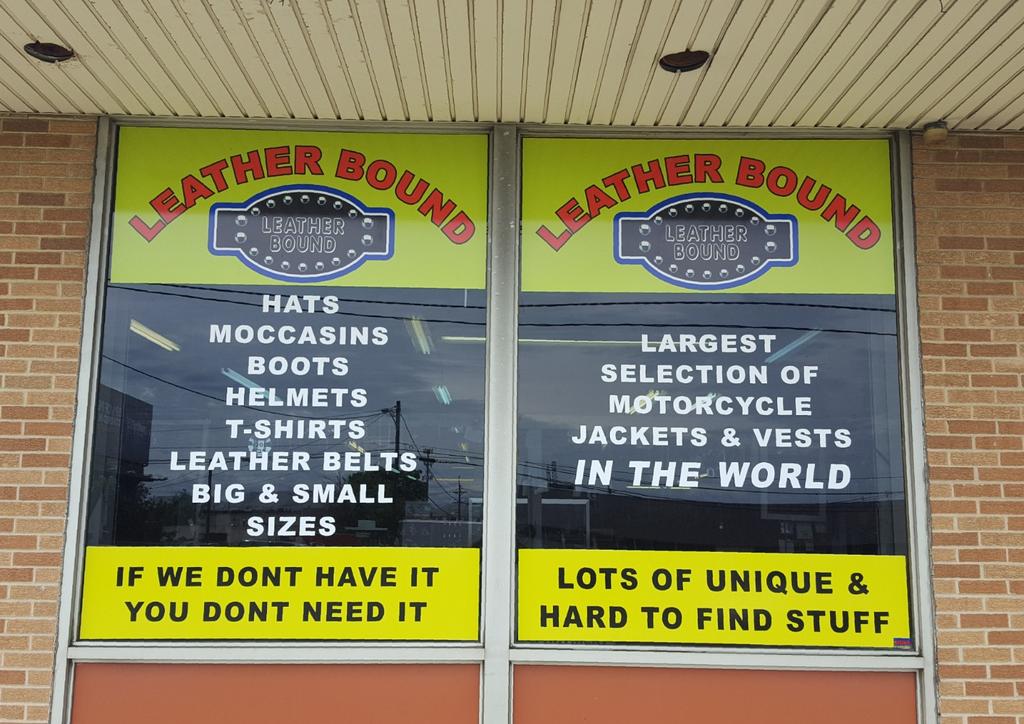 LEATHER BOUND
LEATHER
BOUND
HATS
MOCCASINS
BOOTS
HELMETS
T-SHIRTS
LEATHER BELTS
BIG & SMALL
SIZES
IF WE DONT HAVE IT
YOU DONT NEED IT
LEATHER BOUND
LEATHER
BOUND
LARGEST
SELECTION OF
MOTORCYCLE
JACKETS & VESTS
IN THE WORLD
LOTS OF UNIQUE &
HARD TO FIND STUFF